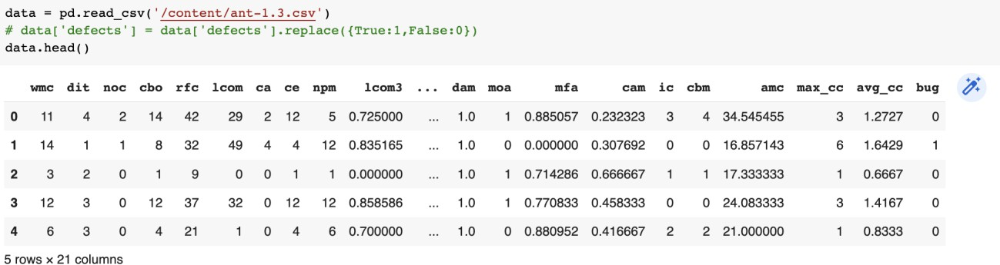 data = pd.read_csv('/content/ant-1.3.csv')
# data['defects'] = data['defects'].replace({True:1,False:0})
data.head()
wmc dit noc cbo rfc lcom ca ce npm lcom3 ... dam moa mfa cam ic cbm amc max_cc avg_cc bug
0 11 4 2 14 42 29 2 12 5 0.725000 ... 1.0 1 0.885057 0.232323 3 4 34.545455 3 1.2727 0
1 14 1 1 8 32 49 4 4 12 0.835165 ... 1.0 0 0.000000 0.307692 0 0 16.857143 6 1.6429 1
2 3 2 0 1 9 0 0 1 1 0.000000 ... 1.0 1 0.714286 0.666667 1 1 17.333333 1 0.6667 0
3 12 3 0 12 37 32 0 12 12 0.858586 ... 1.0 1 0.770833 0.458333 0 0 24.083333 3 1.4167 0
4 6 3 0 4 21 1 0 4 6 0.700000 ... 1.0 0 0.880952 0.416667 2 2 21.000000 1 0.8333 0
5 rows × 21 columns